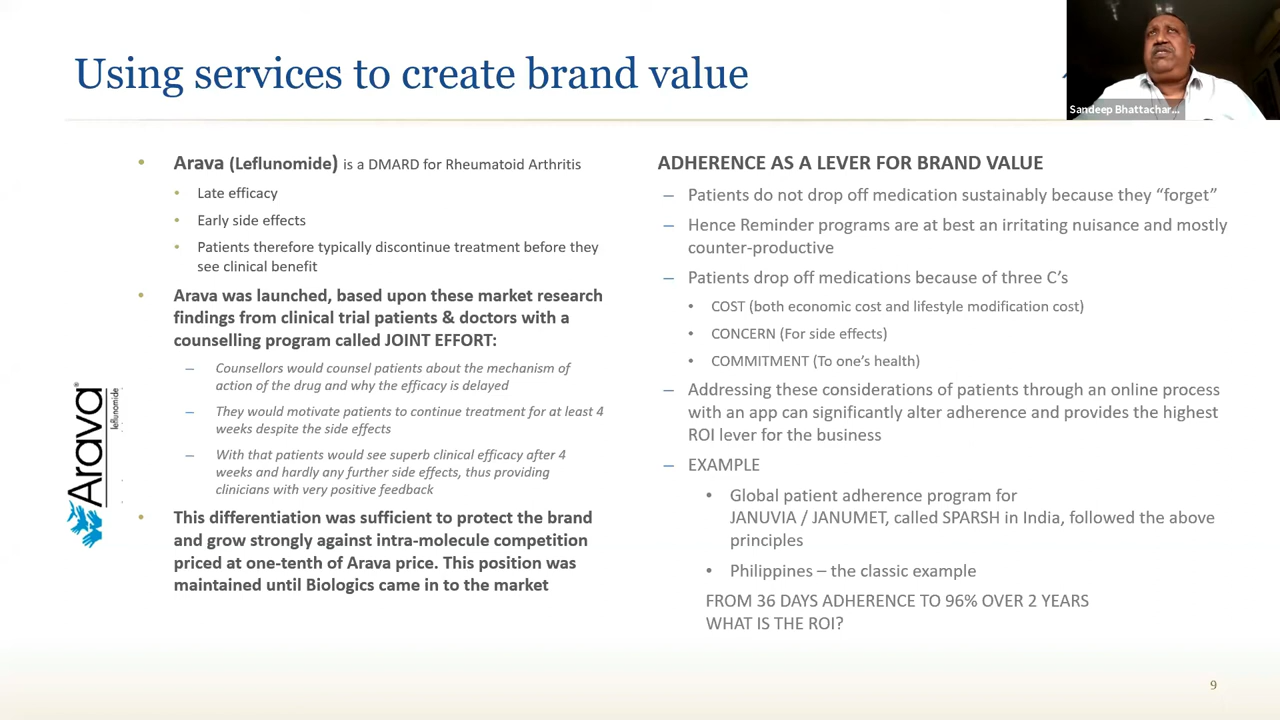 Using services to create brand value
Sandeep Bhattachar...
• Arava (Leflunomide) is a DMARD for Rheumatoid Arthritis
• Late efficacy
• Early side effects
• Patients therefore typically discontinue treatment before they
see clinical benefit
• Arava was launched, based upon these market research
findings from clinical trial patients & doctors with a
counselling program called JOINT EFFORT:
– Counsellors would counsel patients about the mechanism of
action of the drug and why the efficacy is delayed
– They would motivate patients to continue treatment for at least 4
weeks despite the side effects
– With that patients would see superb clinical efficacy after 4
weeks and hardly any further side effects, thus providing
clinicians with very positive feedback
• This differentiation was sufficient to protect the brand
and grow strongly against intra-molecule competition
priced at one-tenth of Arava price. This position was
maintained until Biologics came in to the market
Arava®
leflunomide
ADHERENCE AS A LEVER FOR BRAND VALUE
– Patients do not drop off medication sustainably because they “forget”
– Hence Reminder programs are at best an irritating nuisance and mostly
counter-productive
– Patients drop off medications because of three C’s
• COST (both economic cost and lifestyle modification cost)
• CONCERN (For side effects)
• COMMITMENT (To one’s health)
– Addressing these considerations of patients through an online process
with an app can significantly alter adherence and provides the highest
ROI lever for the business
– EXAMPLE
• Global patient adherence program for
JANUVIA / JANUMET, called SPARSH in India, followed the above
principles
• Philippines – the classic example
FROM 36 DAYS ADHERENCE TO 96% OVER 2 YEARS
WHAT IS THE ROI?
9